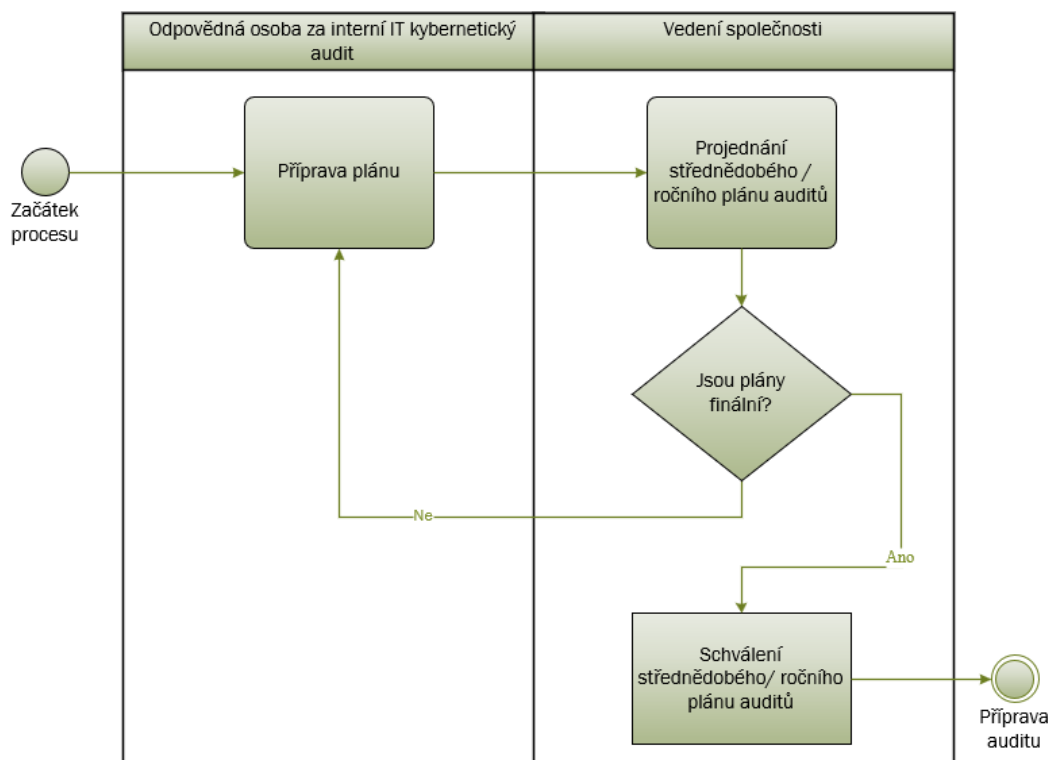 Odpovědná osoba za interní IT kybernetický
audit
Vedení společnosti
Začátek
procesu
Příprava plánu
Projednání
střednědobého /
ročního plánu auditů
Jsou plány
finální?
Ne
Ano
Schválení
střednědobého/ ročního
plánu auditů
Příprava
auditu